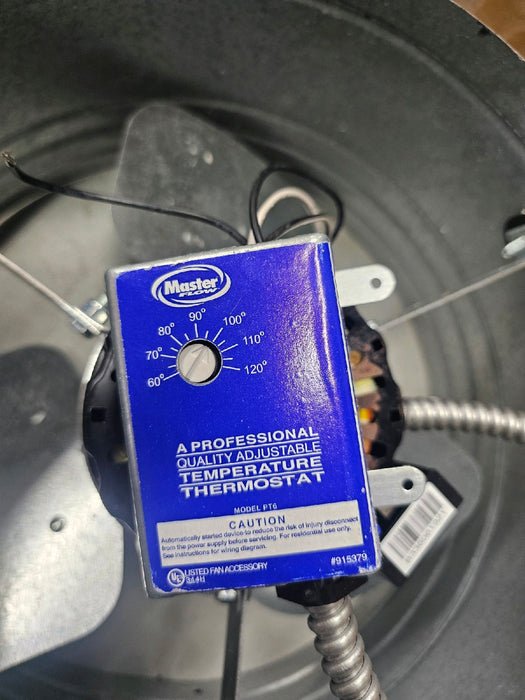 Master
FLOW
90°
80° 100°
70° 110°
60° 120°
A PROFESSIONAL
QUALITY ADJUSTABLE
TEMPERATURE
THERMOSTAT
MODEL PT6
CAUTION
Automatically started device-to reduce the risk of injury disconnect
from the power supply before servicing. For residential use only.
See instructions for wiring diagram.
UL LISTED FAN ACCESSORY
#915379